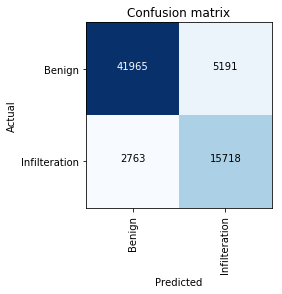 Confusion matrix
Actual
Benign
41965
5191
Infilteration
2763
15718
Benign
Infilteration
Predicted